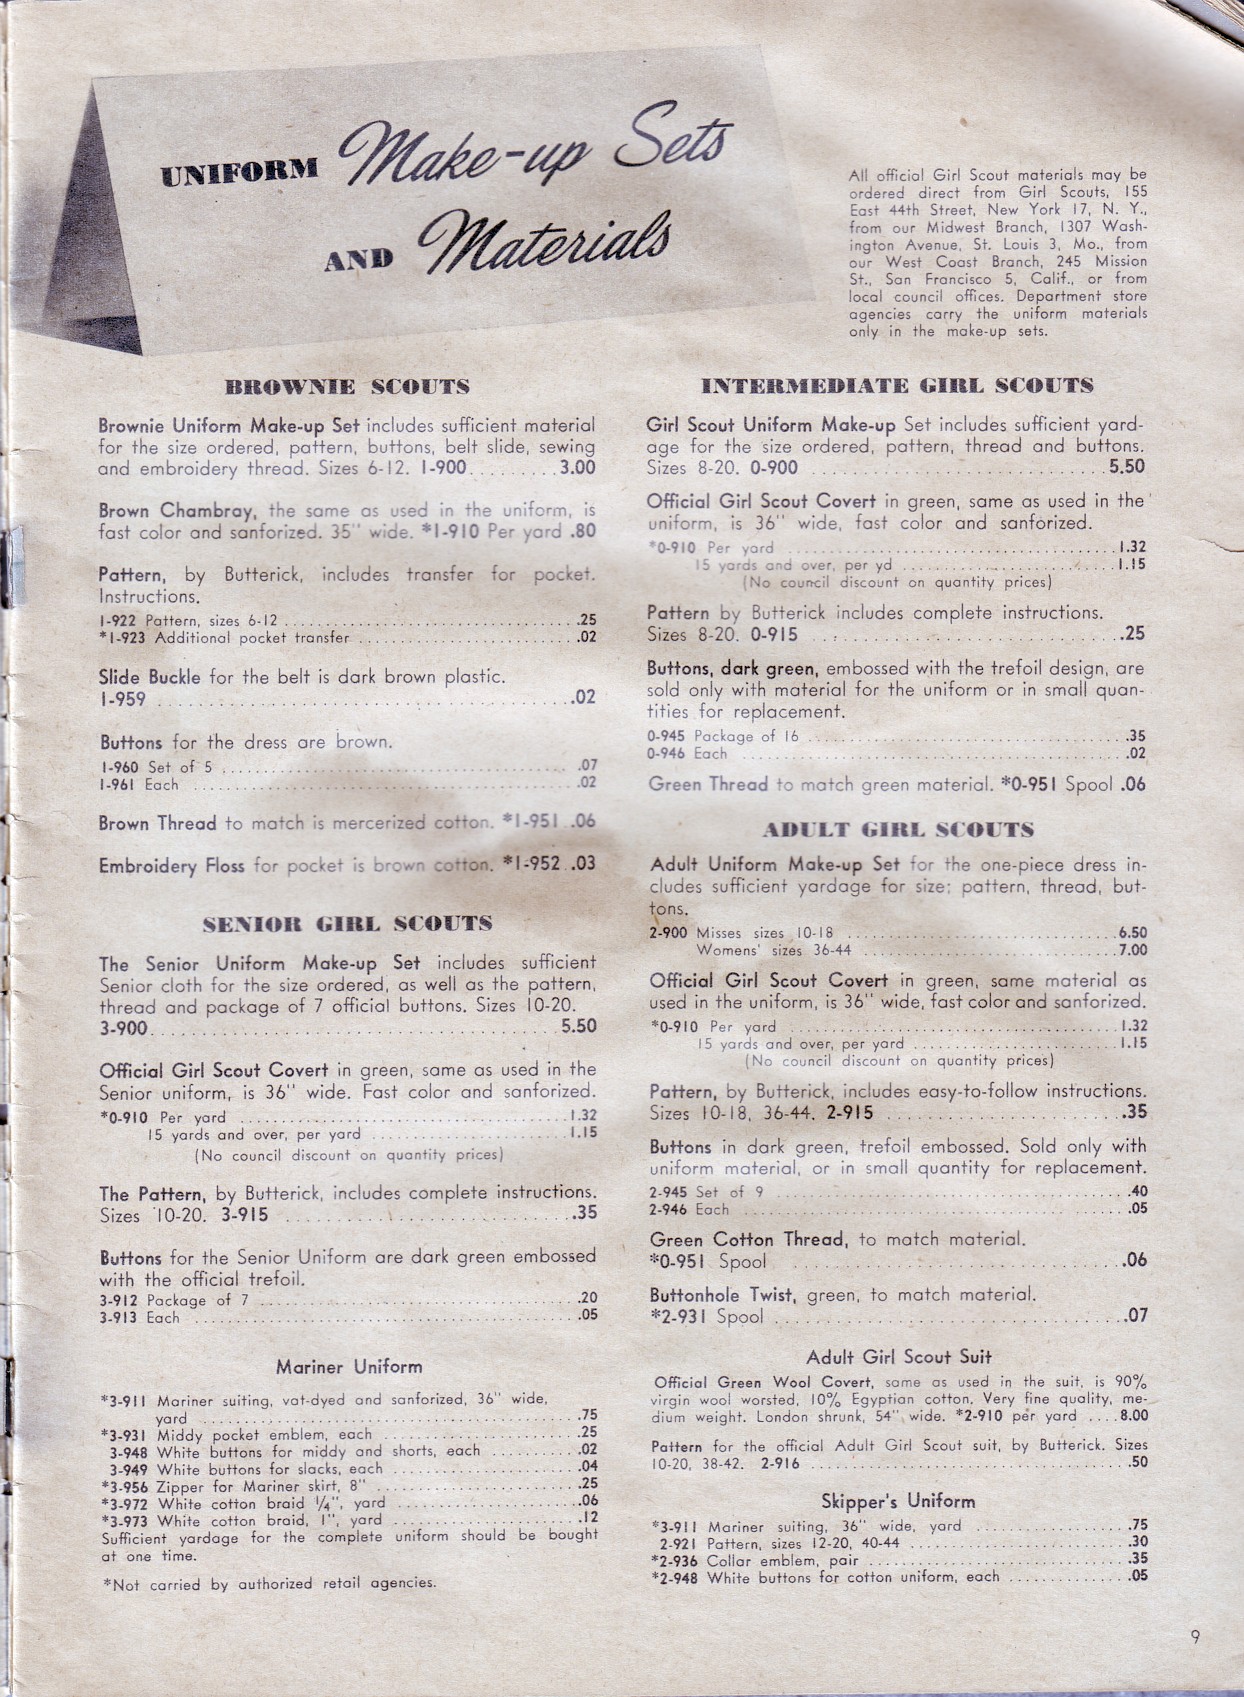 UNIFORM Make-up Sets
AND Materials
All official Girl Scout materials may be
ordered direct from Girl Scouts, 155
East 44th Street, New York 17, N. Y.,
from our Midwest Branch, 1307 Wash-
ington Avenue, St. Louis 3, Mo., from
our West Coast Branch, 245 Mission
St., San Francisco 5, Calif., or from
local council offices. Department store
agencies carry the uniform materials
only in the make-up sets.
BROWNIE SCOUTS
Brownie Uniform Make-up Set includes sufficient material
for the size ordered, pattern, buttons, belt slide, sewing
and embroidery thread. Sizes 6-12. 1-900.........3.00
Brown Chambray, the same as used in the uniform, is
fast color and sanforized. 35" wide. *1-910 Per yard .80
Pattern, by Butterick, includes transfer for pocket.
Instructions.
1-922 Pattern, sizes 6-12 ........ .25
*1-923 Additional pocket transfer ........ .02
Slide Buckle for the belt is dark brown plastic.
1-959 ........ .02
Buttons for the dress are brown.
1-960 Set of 5 ........ .07
1-961 Each ........ .02
Brown Thread to match is mercerized cotton. *1-951 .06
Embroidery Floss for pocket is brown cotton. *1-952 .03
SENIOR GIRL SCOUTS
The Senior Uniform Make-up Set includes sufficient
Senior cloth for the size ordered, as well as the pattern,
thread and package of 7 official buttons. Sizes 10-20.
3-900........ 5.50
Official Girl Scout Covert in green, same as used in the
Senior uniform, is 36" wide. Fast color and sanforized.
*0-910 Per yard ........ 1.32
15 yards and over, per yard ........ 1.15
(No council discount on quantity prices)
The Pattern, by Butterick, includes complete instructions.
Sizes 10-20. 3-915 ........ .35
Buttons for the Senior Uniform are dark green embossed
with the official trefoil.
3-912 Package of 7 ........ .20
3-913 Each ........ .05
Mariner Uniform
*3-911 Mariner suiting, vat-dyed and sanforized, 36" wide,
yard ........ .75
*3-931 Middy pocket emblem, each ........ .25
3-948 White buttons for middy and shorts, each ........ .02
3-949 White buttons for slacks, each ........ .04
*3-956 Zipper for Mariner skirt, 8" ........ .25
*3-972 White cotton braid 1/4", yard ........ .06
*3-973 White cotton braid, 1", yard ........ .12
Sufficient yardage for the complete uniform should be bought
at one time.
*Not carried by authorized retail agencies.
INTERMEDIATE GIRL SCOUTS
Girl Scout Uniform Make-up Set includes sufficient yard-
age for the size ordered, pattern, thread and buttons.
Sizes 8-20. 0-900 ........ 5.50
Official Girl Scout Covert in green, same as used in the
uniform, is 36" wide, fast color and sanforized.
*0-910 Per yard ........ 1.32
15 yards and over, per yd ........ 1.15
(No council discount on quantity prices)
Pattern by Butterick includes complete instructions.
Sizes 8-20. 0-915 ........ .25
Buttons, dark green, embossed with the trefoil design, are
sold only with material for the uniform or in small quan-
tities for replacement.
0-945 Package of 16 ........ .35
0-946 Each ........ .02
Green Thread to match green material. *0-951 Spool .06
ADULT GIRL SCOUTS
Adult Uniform Make-up Set for the one-piece dress in-
cludes sufficient yardage for size; pattern, thread, but-
tons.
2-900 Misses sizes 10-18 ........ 6.50
Womens' sizes 36-44 ........ 7.00
Official Girl Scout Covert in green, same material as
used in the uniform, is 36" wide, fast color and sanforized.
*0-910 Per yard ........ 1.32
15 yards and over, per yard ........ 1.15
(No council discount on quantity prices)
Pattern, by Butterick, includes easy-to-follow instructions.
Sizes 10-18, 36-44. 2-915 ........ .35
Buttons in dark green, trefoil embossed. Sold only with
uniform material, or in small quantity for replacement.
2-945 Set of 9 ........ .40
2-946 Each ........ .05
Green Cotton Thread, to match material.
*0-951 Spool ........ .06
Buttonhole Twist, green, to match material.
*2-931 Spool ........ .07
Adult Girl Scout Suit
Official Green Wool Covert, same as used in the suit, is 90%
virgin wool worsted, 10% Egyptian cotton. Very fine quality, me-
dium weight. London shrunk, 54" wide. *2-910 per yard ....8.00
Pattern for the official Adult Girl Scout suit, by Butterick. Sizes
10-20, 38-42. 2-916 ........ .50
Skipper's Uniform
*3-911 Mariner suiting, 36" wide, yard ........ .75
2-921 Pattern, sizes 12-20, 40-44 ........ .30
*2-936 Collar emblem, pair ........ .35
*2-948 White buttons for cotton uniform, each ........ .05
9